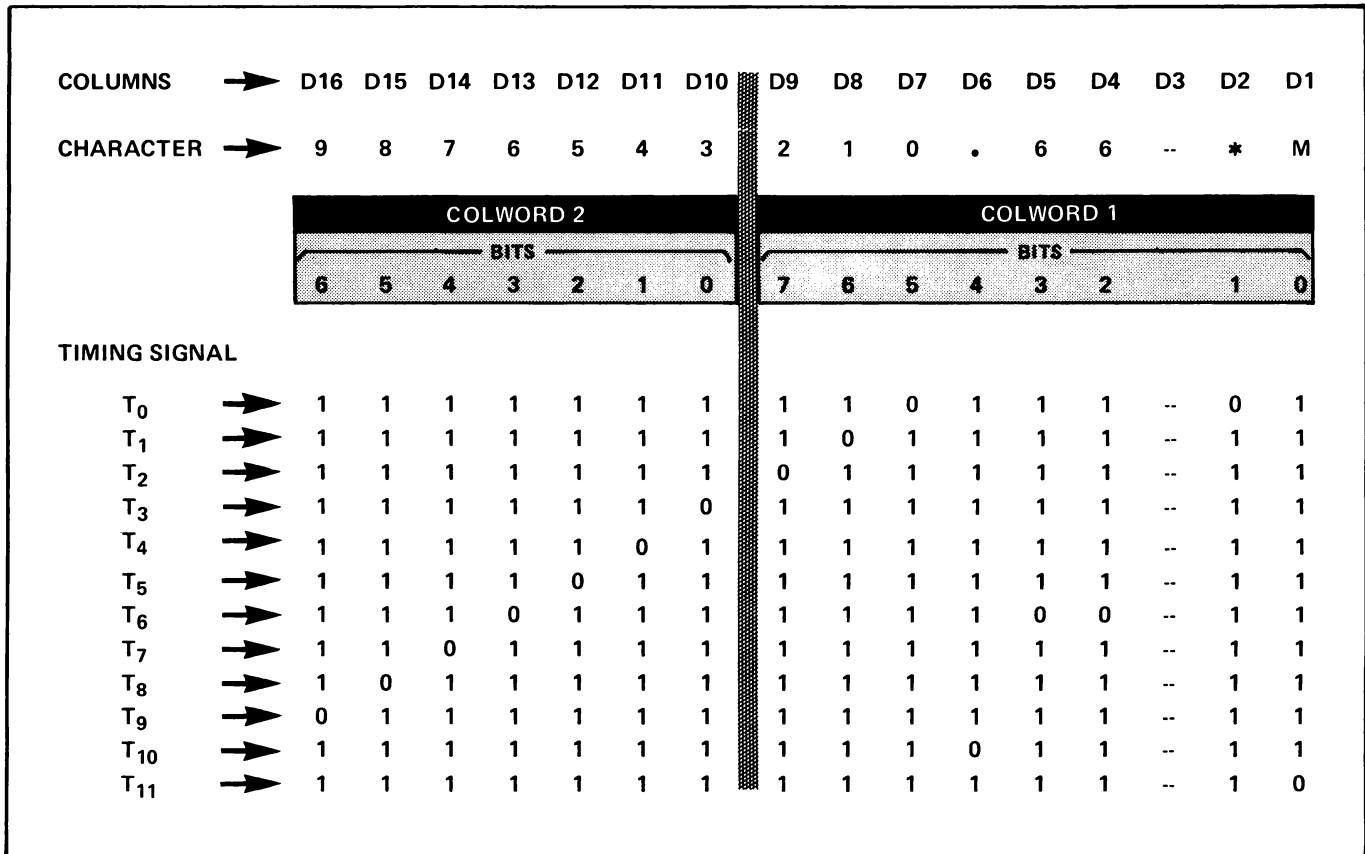 COLUMNS D16 D15 D14 D13 D12 D11 D10 D9 D8 D7 D6 D5 D4 D3 D2 D1
CHARACTER 9 8 7 6 5 4 3 2 1 0 . 6 6 -- * M
COLWORD 2 COLWORD 1
BITS BITS
6 5 4 3 2 1 0 7 6 5 4 3 2 1 0
TIMING SIGNAL
T0 1 1 1 1 1 1 1 1 1 0 1 1 1 -- 0 1
T1 1 1 1 1 1 1 1 1 0 1 1 1 1 -- 1 1
T2 1 1 1 1 1 1 1 0 1 1 1 1 1 -- 1 1
T3 1 1 1 1 1 1 0 1 1 1 1 1 1 -- 1 1
T4 1 1 1 1 1 0 1 1 1 1 1 1 1 -- 1 1
T5 1 1 1 1 0 1 1 1 1 1 1 1 1 -- 1 1
T6 1 1 1 0 1 1 1 1 1 1 1 0 0 -- 1 1
T7 1 1 0 1 1 1 1 1 1 1 1 1 1 -- 1 1
T8 1 0 1 1 1 1 1 1 1 1 1 1 1 -- 1 1
T9 0 1 1 1 1 1 1 1 1 1 1 1 1 -- 1 1
T10 1 1 1 1 1 1 1 1 1 1 0 1 1 -- 1 1
T11 1 1 1 1 1 1 1 1 1 1 1 1 1 -- 1 0